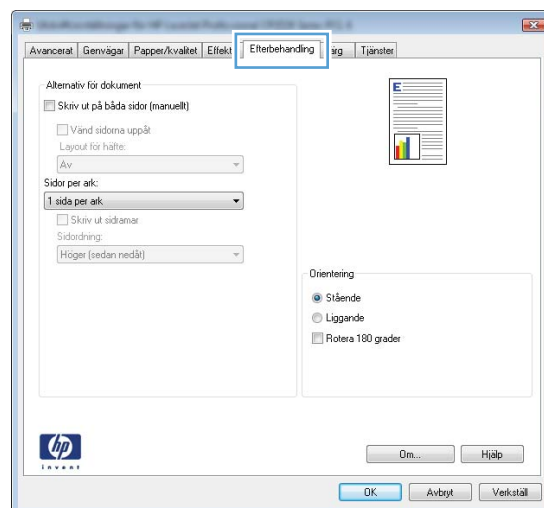 Avancerat Genvägar Papper/kvalitet Effekt Efterbehandling ärg Tjänster
Alternativ för dokument
Skriv ut på båda sidor (manuellt)
Vänd sidorna uppåt
Layout för häfte:
Av
Sidor per ark:
1 sida per ark
Skriv ut sidramar
Sidordning:
Höger (sedan nedåt)
E
Orientering
Stående
Liggande
Rotera 180 grader
hp
invent
Om... Hjälp
OK Avbryt Verkställ